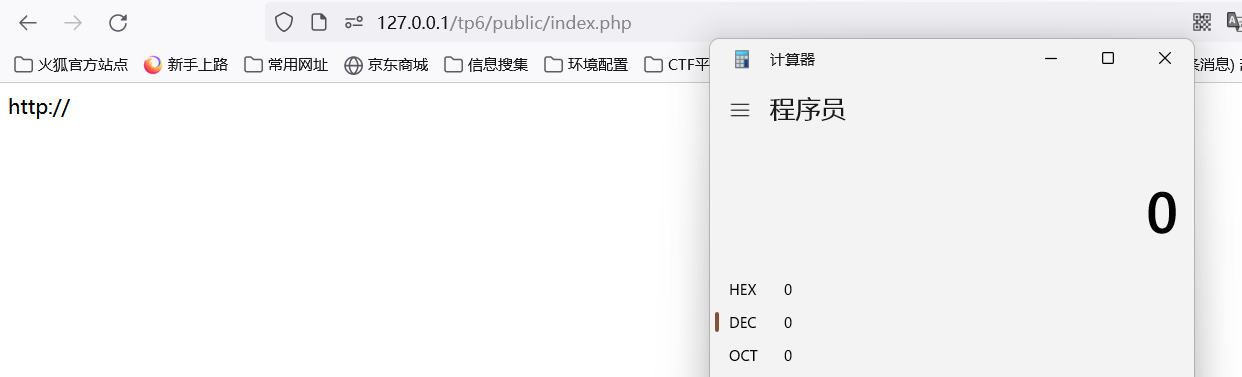 127.0.0.1/tp6/public/index.php
火狐官方站点 新手上路 常用网址 京东商城 信息搜集 环境配置 CTF平 条消息)
http://
计算器
程序员
0
HEX 0
DEC 0
OCT 0